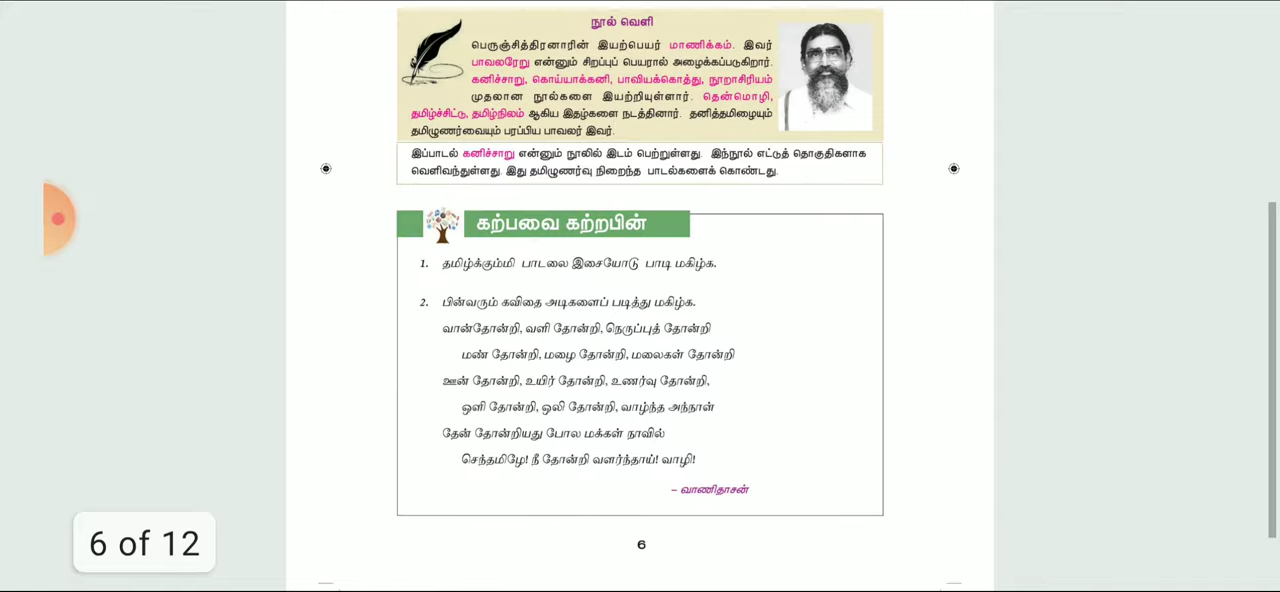 நூல் வெளி
பெருஞ்சித்திரனாரின் இயற்பெயர் மாணிக்கம். இவர்
பாவலரேறு என்னும் சிறப்புப் பெயரால் அழைக்கப்படுகிறார்.
கனிச்சாறு, கொய்யாக்கனி, பாவியக்கொத்து, நூறாசிரியம்
முதலான நூல்களை இயற்றியுள்ளார். தென்மொழி,
தமிழ்ச்சிட்டு, தமிழ்நிலம் ஆகிய இதழ்களை நடத்தினார். தனித்தமிழையும்
தமிழுணர்வையும் பரப்பிய பாவலர் இவர்.
இப்பாடல் கனிச்சாறு என்னும் நூலில் இடம் பெற்றுள்ளது. இந்நூல் எட்டுத் தொகுதிகளாக
வெளிவந்துள்ளது. இது தமிழுணர்வு நிறைந்த பாடல்களைக் கொண்டது.
கற்பவை கற்றபின்
1. தமிழ்க்கும்மி பாடலை இசையோடு பாடி மகிழ்க.
2. பின்வரும் கவிதை அடிகளைப் படித்து மகிழ்க.
வான்தோன்றி, வளி தோன்றி, நெருப்புத் தோன்றி
மண் தோன்றி, மழை தோன்றி, மலைகள் தோன்றி
ஊன் தோன்றி, உயிர் தோன்றி, உணர்வு தோன்றி,
ஒளி தோன்றி, ஒலி தோன்றி, வாழ்ந்த அந்நாள்
தேன் தோன்றியது போல மக்கள் நாவில்
செந்தமிழே! நீ தோன்றி வளர்ந்தாய்! வாழி!
– வாணிதாசன்
6 of 12
6